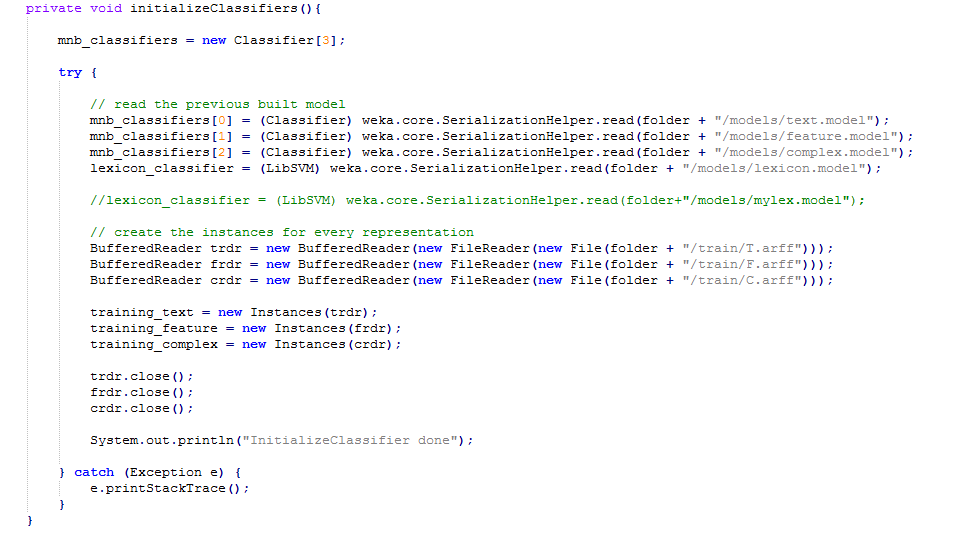 private void initializeClassifiers(){
mnb_classifiers = new Classifier[3];
try {
// read the previous built model
mnb_classifiers[0] = (Classifier) weka.core.SerializationHelper.read(folder + "/models/text.model");
mnb_classifiers[1] = (Classifier) weka.core.SerializationHelper.read(folder + "/models/feature.model");
mnb_classifiers[2] = (Classifier) weka.core.SerializationHelper.read(folder + "/models/complex.model");
lexicon_classifier = (LibSVM) weka.core.SerializationHelper.read(folder + "/models/lexicon.model");
//lexicon_classifier = (LibSVM) weka.core.SerializationHelper.read(folder+"/models/mylex.model");
// create the instances for every representation
BufferedReader trdr = new BufferedReader(new FileReader(new File(folder + "/train/T.arff")));
BufferedReader frdr = new BufferedReader(new FileReader(new File(folder + "/train/F.arff")));
BufferedReader crdr = new BufferedReader(new FileReader(new File(folder + "/train/C.arff")));
training_text = new Instances(trdr);
training_feature = new Instances(frdr);
training_complex = new Instances(crdr);
trdr.close();
frdr.close();
crdr.close();
System.out.println("InitializeClassifier done");
} catch (Exception e) {
e.printStackTrace();
}
}